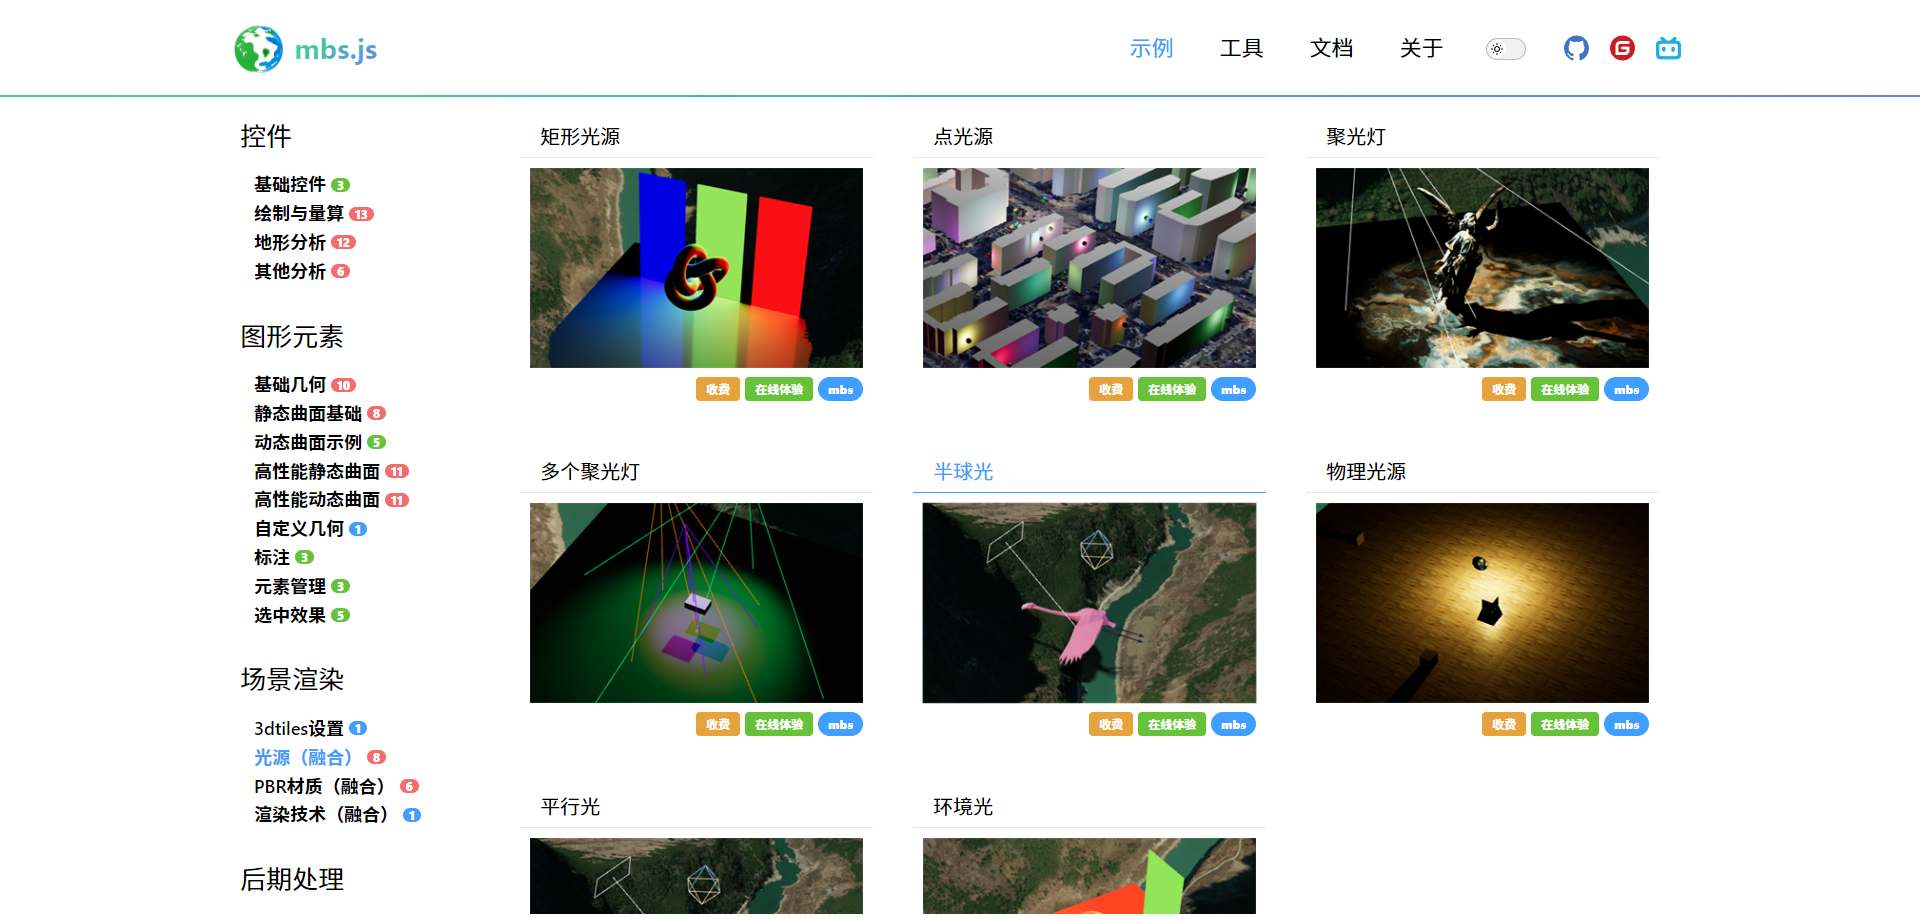 mbs.js
示例 工具 文档 关于
控件
基础控件 3
绘制与量算 13
地形分析 12
其他分析 6
图形元素
基础几何 10
静态曲面基础 8
动态曲面示例 5
高性能静态曲面 11
高性能动态曲面 11
自定义几何 1
标注 3
元素管理 3
选中效果 5
场景渲染
3dtiles设置 1
光源（融合） 8
PBR材质（融合） 6
渲染技术（融合） 1
后期处理
矩形光源 点光源 聚光灯
收费 在线体验 mbs 收费 在线体验 mbs 收费 在线体验 mbs
多个聚光灯 半球光 物理光源
收费 在线体验 mbs 收费 在线体验 mbs 收费 在线体验 mbs
平行光 环境光